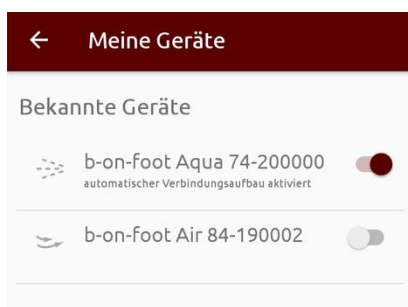 Meine Geräte
Bekannte Geräte
b-on-foot Aqua 74-200000
automatischer Verbindungsaufbau aktiviert
b-on-foot Air 84-190002